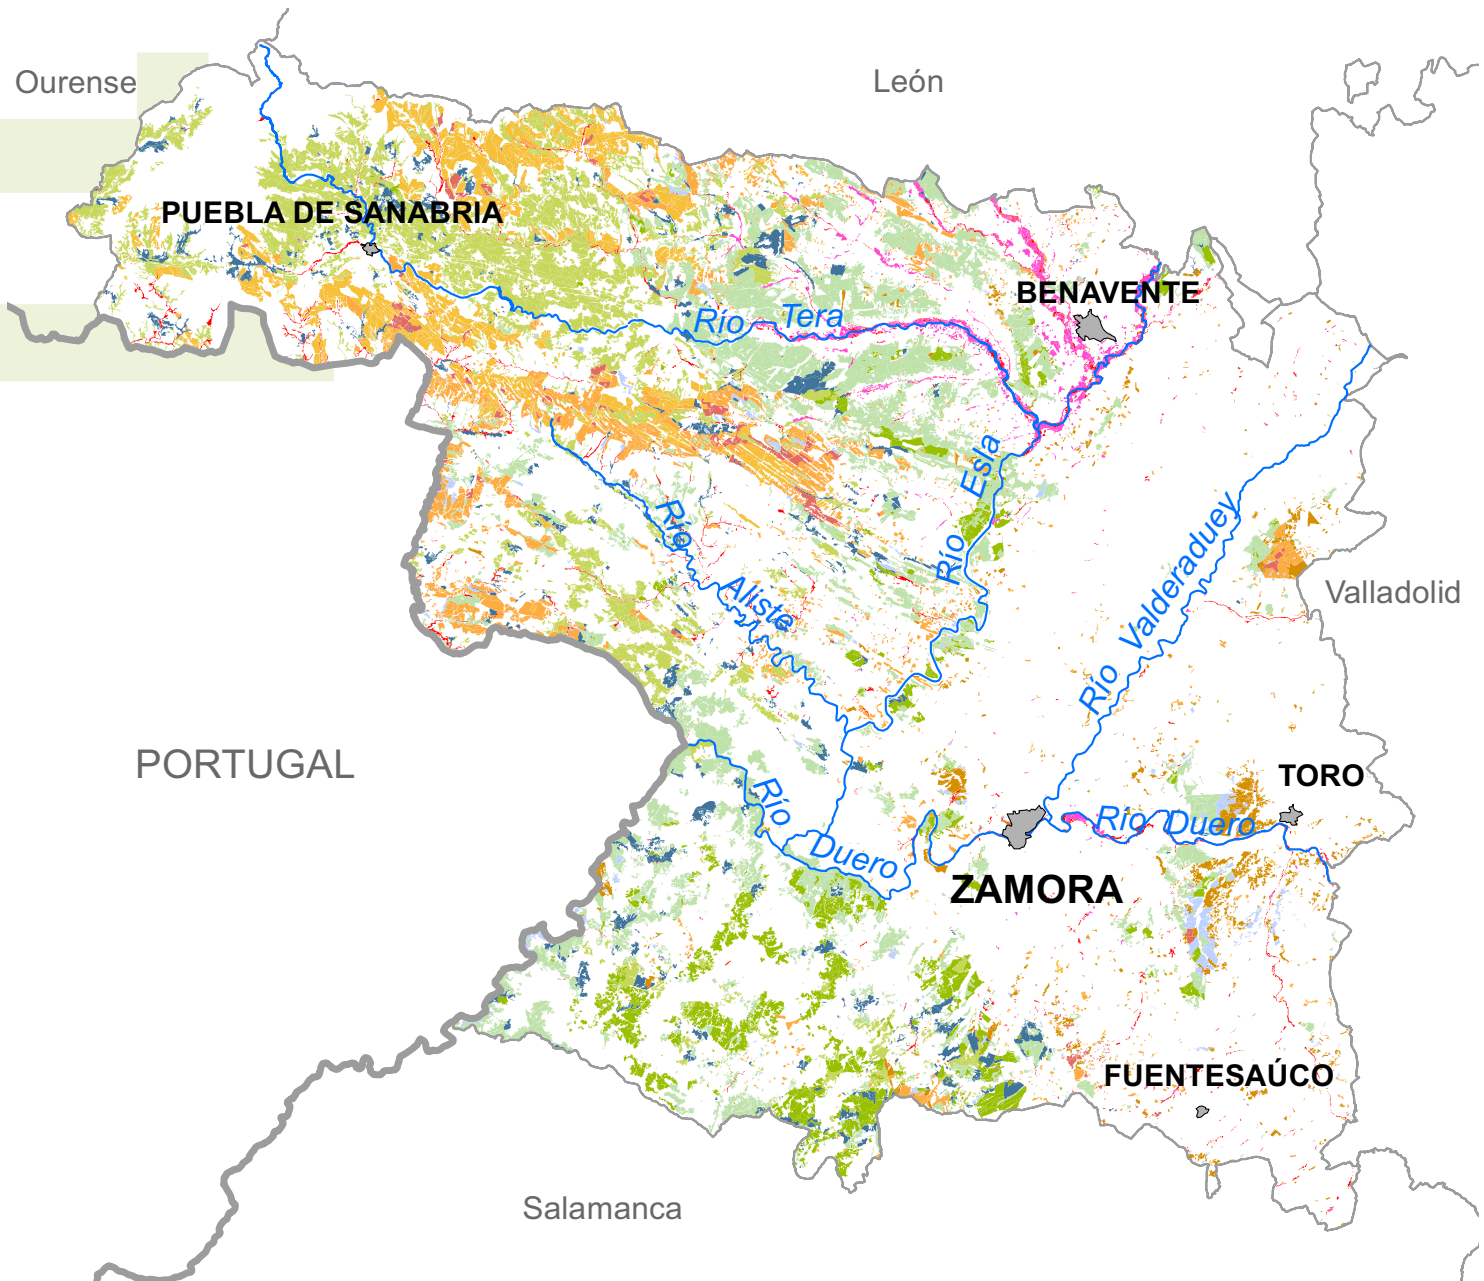 Ourense
León
PUEBLA DE SANABRIA
BENAVENTE
Río Tera
Río Esla
Río Aliste
Río Valderaduey
Valladolid
PORTUGAL
TORO
Río Duero
Río Duero
ZAMORA
FUENTESAÚCO
Salamanca